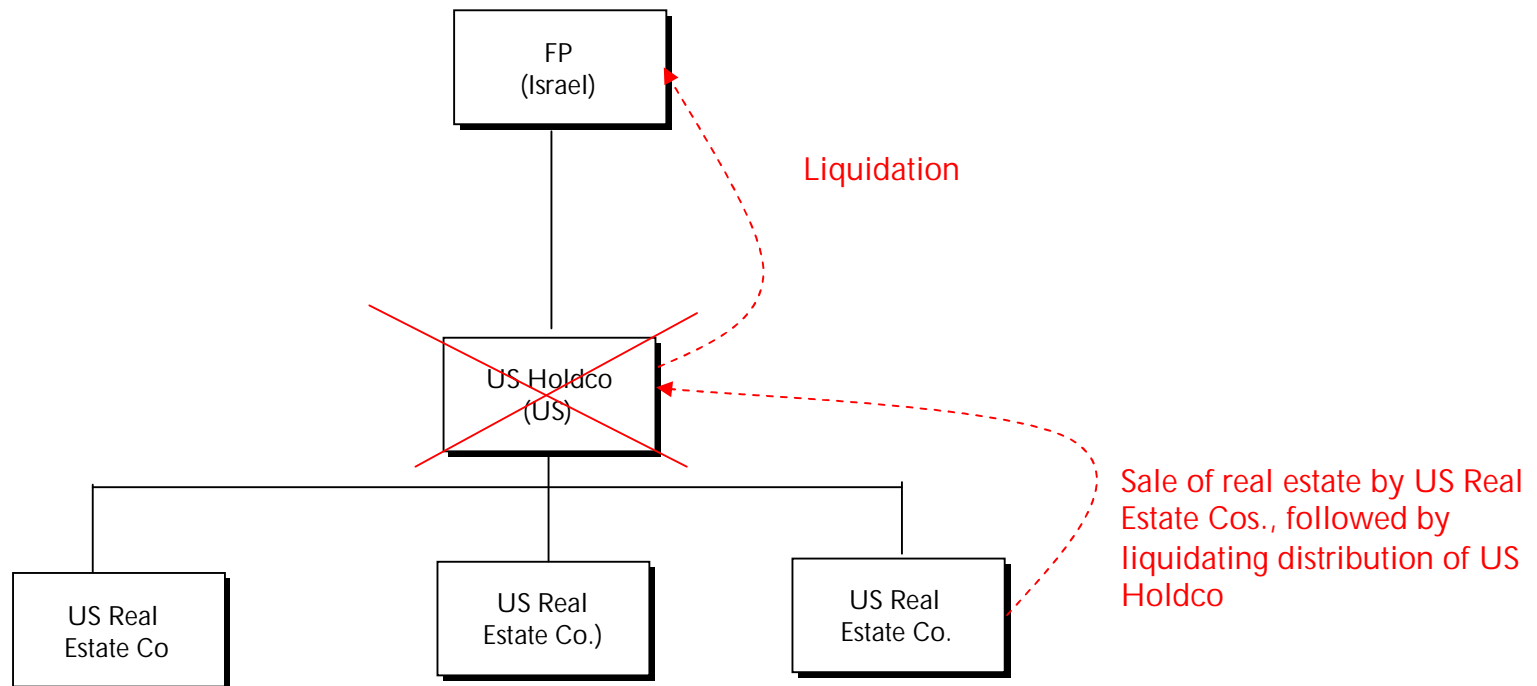 FP
(Israel)
Liquidation
US Holdco
(US)
Sale of real estate by US Real
Estate Cos., followed by
liquidating distribution of US
Holdco
US Real
Estate Co
US Real
Estate Co.)
US Real
Estate Co.